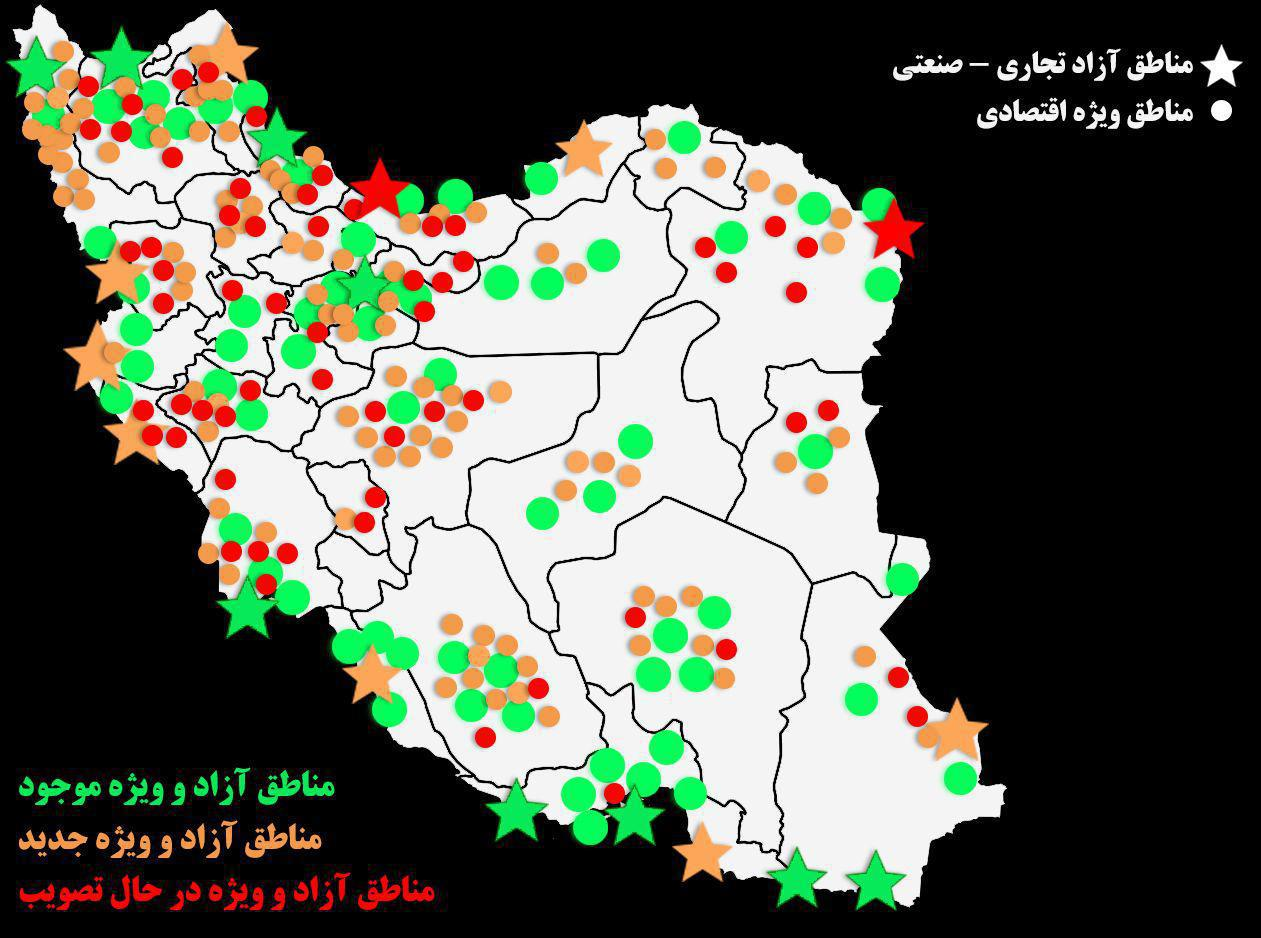 مناطق آزاد تجاری – صنعتی
مناطق ویژه اقتصادی
مناطق آزاد و ویژه موجود
مناطق آزاد و ویژه جدید
مناطق آزاد و ویژه در حال تصویب